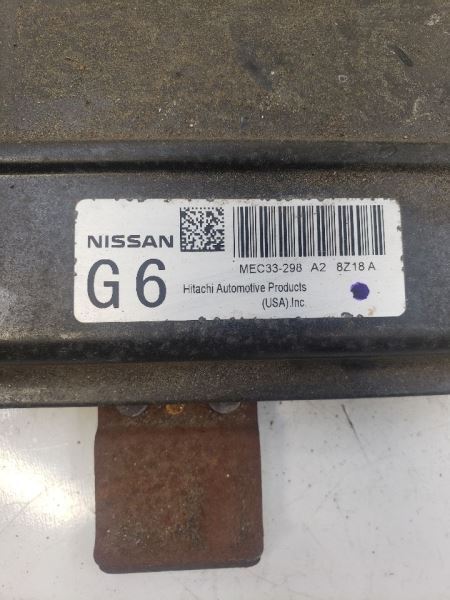 NISSAN
G6
MEC33-298 A2 8Z18 A
Hitachi Automotive Products
(USA).Inc.